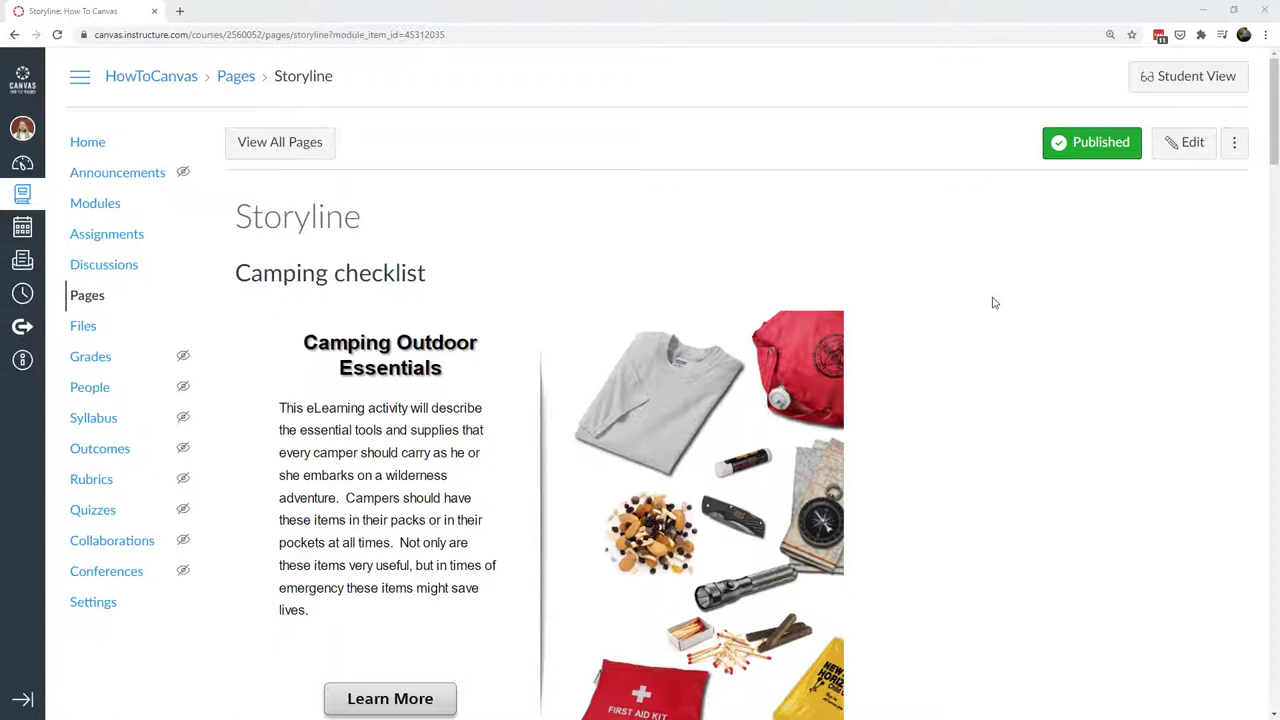 Storyline: How To Canvas
canvas.instructure.com/courses/2560052/pages/storyline?module_item_id=45312035
11
CANVAS
HowToCanvas > Pages > Storyline
Student View
Home
Announcements
Modules
Assignments
Discussions
Pages
Files
Grades
People
Syllabus
Outcomes
Rubrics
Quizzes
Collaborations
Conferences
Settings
View All Pages
Published
Edit
Storyline
Camping checklist
Camping Outdoor
Essentials
This eLearning activity will describe
the essential tools and supplies that
every camper should carry as he or
she embarks on a wilderness
adventure. Campers should have
these items in their packs or in their
pockets at all times. Not only are
these items very useful, but in times of
emergency these items might save
lives.
Learn More
FIRST AID KIT
NEW
HORIZ